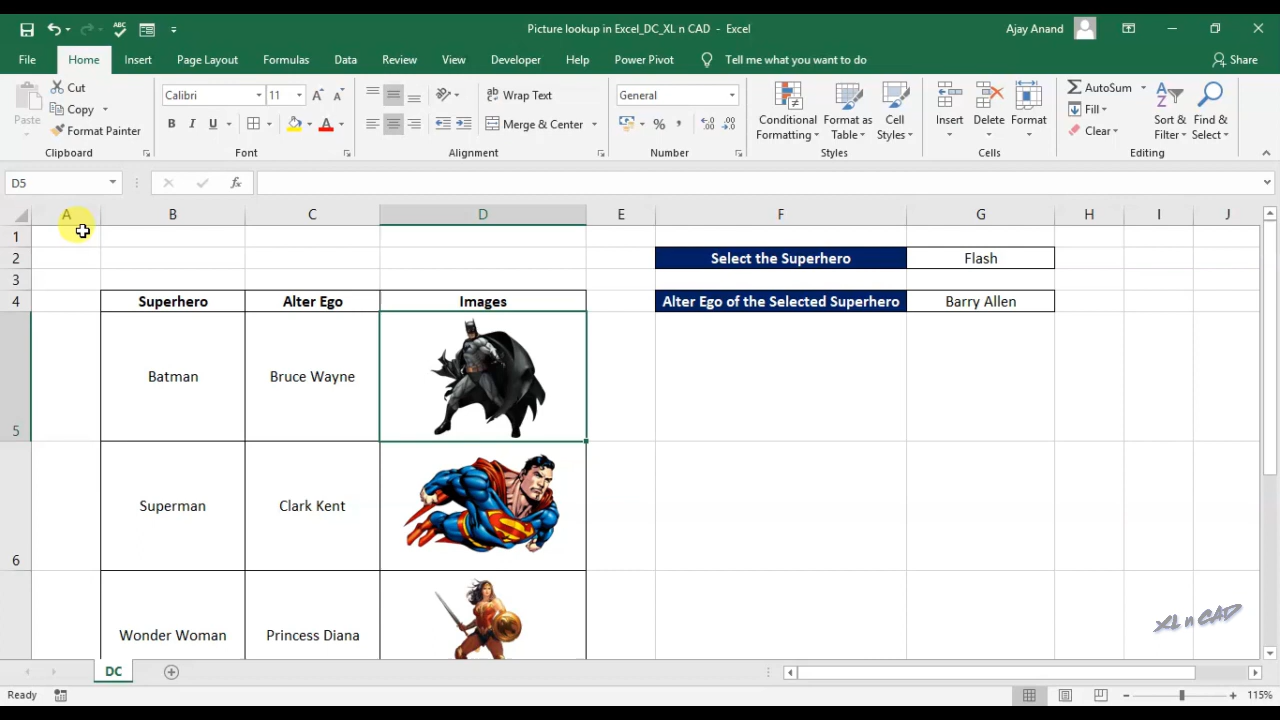 Picture lookup in Excel_DC_XL n CAD - Excel
Ajay Anand
File Home Insert Page Layout Formulas Data Review View Developer Help Power Pivot Tell me what you want to do Share
Paste
Cut
Copy
Format Painter
Clipboard
Calibri 11
B I U A
Font
ab Wrap Text
Merge & Center
Alignment
General
% ,
Number
Conditional Formatting
Format as Table
Cell Styles
Styles
Insert
Delete
Format
Cells
AutoSum
Fill
Clear
Sort & Filter
Find & Select
Editing
D5 fx
A B C D E F G H I J
1
2 Select the Superhero Flash
3
4 Superhero Alter Ego Images Alter Ego of the Selected Superhero Barry Allen
5 Batman Bruce Wayne
6 Superman Clark Kent
Wonder Woman Princess Diana
XL n CAD
DC
Ready 115%